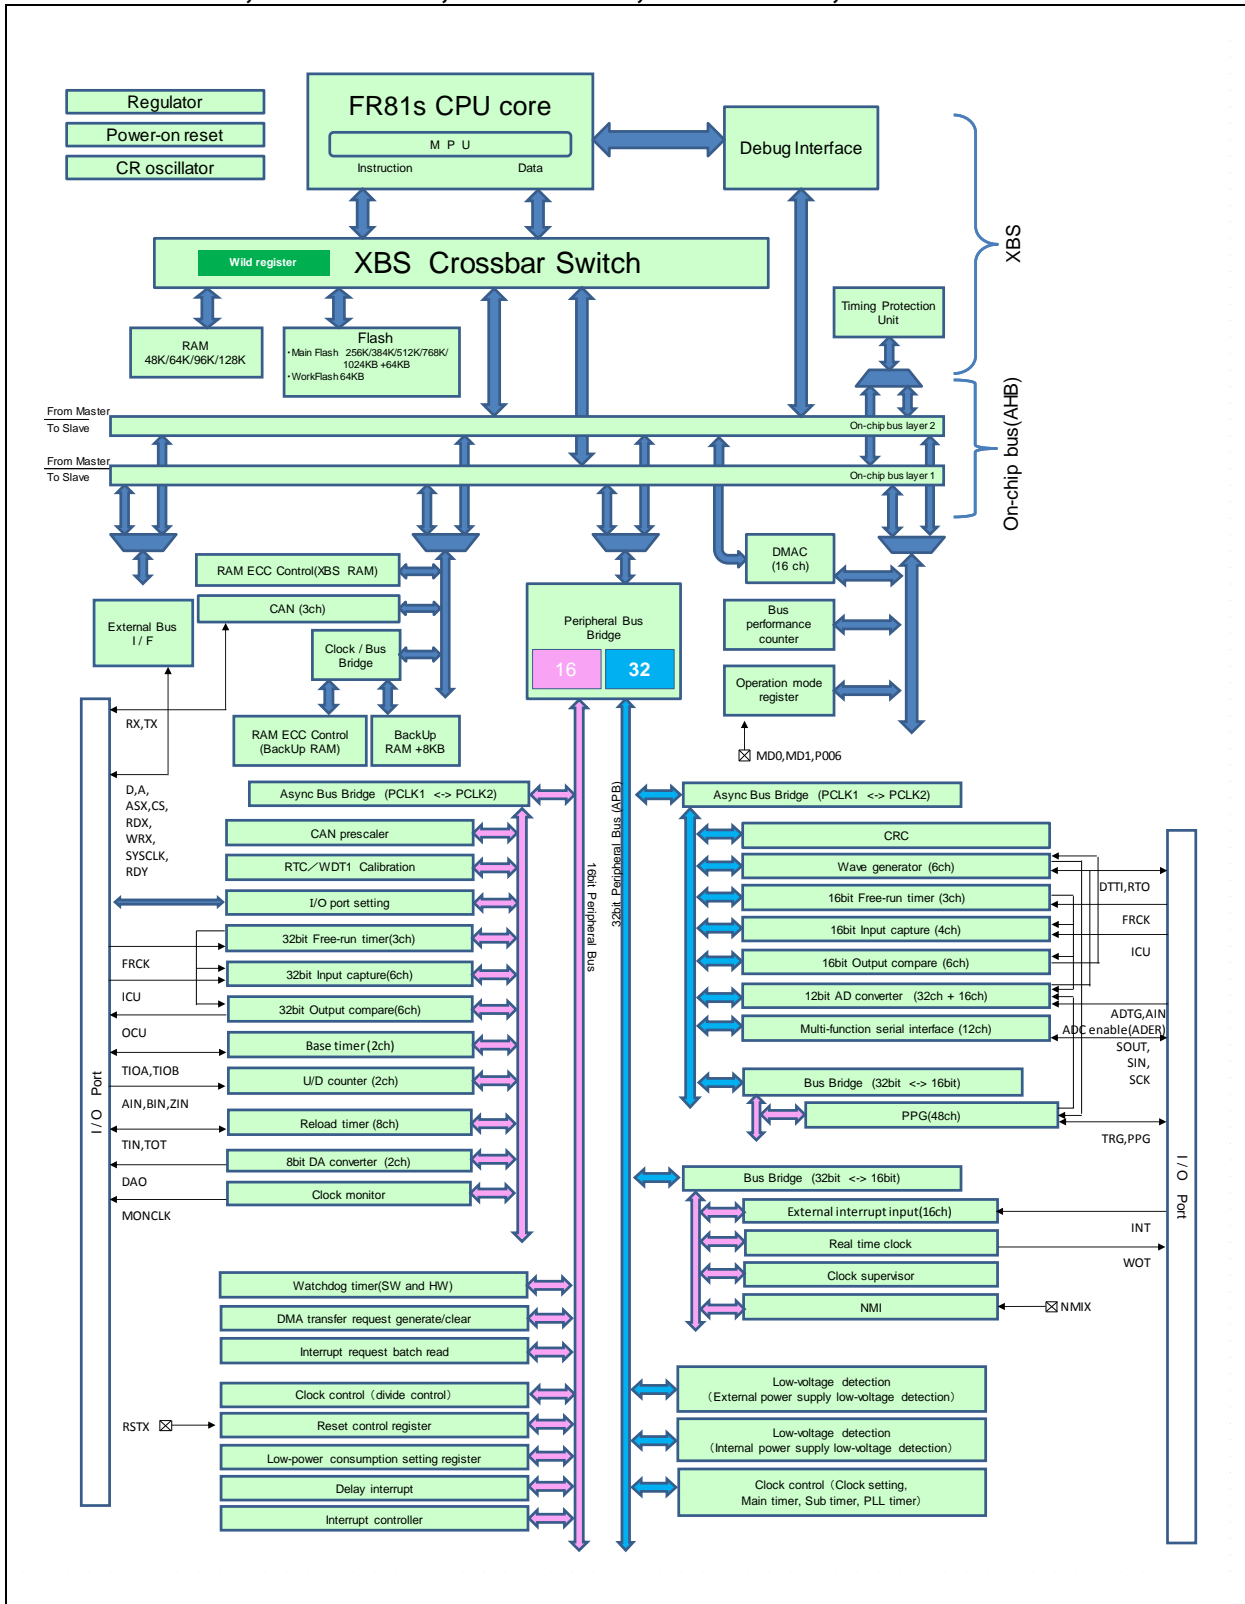 Regulator
Power-on reset
CR oscillator
FR81s CPU core
M P U
Instruction
Data
Debug Interface
XBS
Wild register
XBS Crossbar Switch
Timing Protection
Unit
RAM
48K/64K/96K/128K
Flash
・Main Flash 256K/384K/512K/768K/
1024KB +64KB
・WorkFlash 64KB
From Master
To Slave
On-chip bus layer 2
From Master
To Slave
On-chip bus layer 1
On-chip bus(AHB)
RAM ECC Control(XBS RAM)
CAN (3ch)
External Bus
I / F
Clock / Bus
Bridge
RAM ECC Control
(BackUp RAM)
BackUp
RAM +8KB
Peripheral Bus
Bridge
16
32
DMAC
(16 ch)
Bus
performance
counter
Operation mode
register
MD0,MD1,P006
RX,TX
D,A,
ASX,CS,
RDX,
WRX,
SYSCLK,
RDY
Async Bus Bridge (PCLK1 <-> PCLK2)
CAN prescaler
RTC／WDT1 Calibration
I/O port setting
32bit Free-run timer(3ch)
FRCK
32bit Input capture(6ch)
ICU
32bit Output compare(6ch)
OCU
Base timer (2ch)
TIOA,TIOB
U/D counter (2ch)
AIN,BIN,ZIN
Reload timer (8ch)
TIN,TOT
8bit DA converter (2ch)
DAO
Clock monitor
MONCLK
I / O Port
16bit Peripheral Bus
32bit Peripheral Bus (APB)
Async Bus Bridge (PCLK1 <-> PCLK2)
CRC
Wave generator (6ch)
DTTI,RTO
16bit Free-run timer (3ch)
FRCK
16bit Input capture (4ch)
ICU
16bit Output compare (6ch)
12bit AD converter (32ch + 16ch)
ADTG,AIN
ADC enable(ADER)
Multi-function serial interface (12ch)
SOUT,
SIN,
SCK
Bus Bridge (32bit <-> 16bit)
PPG(48ch)
TRG,PPG
I / O Port
Bus Bridge (32bit <-> 16bit)
External interrupt input(16ch)
INT
Real time clock
WOT
Clock supervisor
NMI
NMIX
Watchdog timer(SW and HW)
DMA transfer request generate/clear
Interrupt request batch read
Clock control （divide control）
RSTX
Reset control register
Low-power consumption setting register
Delay interrupt
Interrupt controller
Low-voltage detection
（External power supply low-voltage detection）
Low-voltage detection
（Internal power supply low-voltage detection）
Clock control （Clock setting,
Main timer, Sub timer, PLL timer）